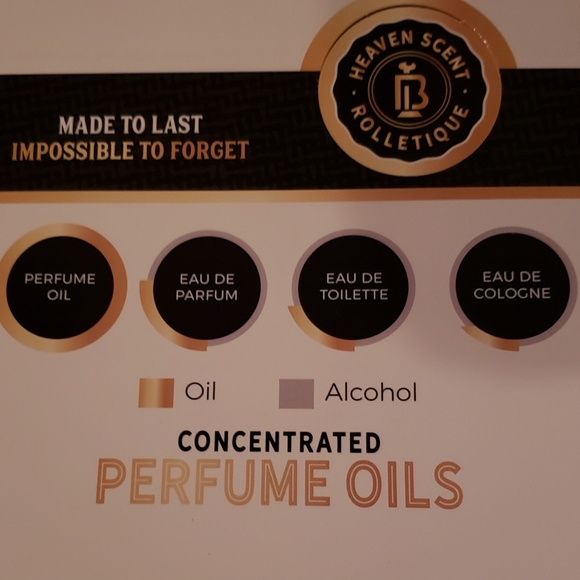 HEAVEN SCENT
ROLLETIQUE
MADE TO LAST
IMPOSSIBLE TO FORGET
PERFUME
OIL
EAU DE
PARFUM
EAU DE
TOILETTE
EAU DE
COLOGNE
Oil
Alcohol
CONCENTRATED
PERFUME OILS